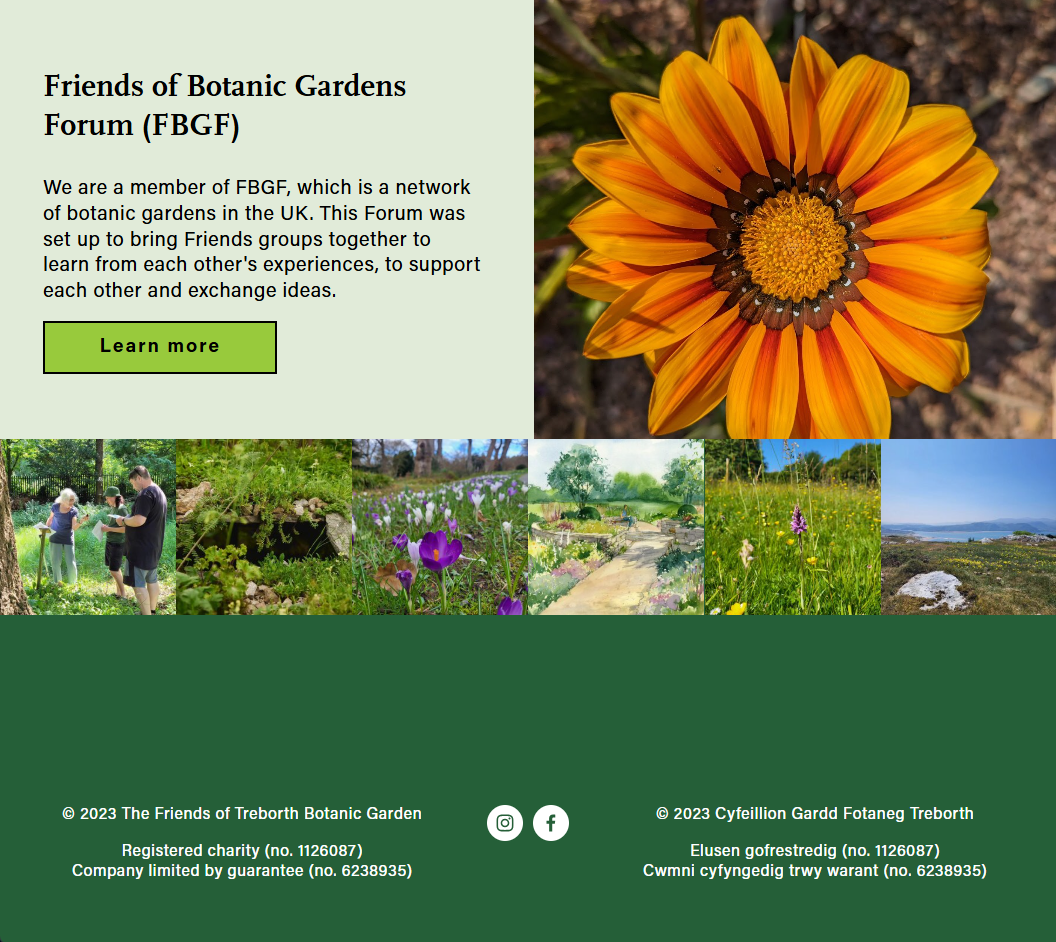 Friends of Botanic Gardens
Forum (FBGF)
We are a member of FBGF, which is a network
of botanic gardens in the UK. This Forum was
set up to bring Friends groups together to
learn from each other's experiences, to support
each other and exchange ideas.
Learn more
© 2023 The Friends of Treborth Botanic Garden
Registered charity (no. 1126087)
Company limited by guarantee (no. 6238935)
© 2023 Cyfeillion Gardd Fotaneg Treborth
Elusen gofrestredig (no. 1126087)
Cwmni cyfyngedig trwy warant (no. 6238935)